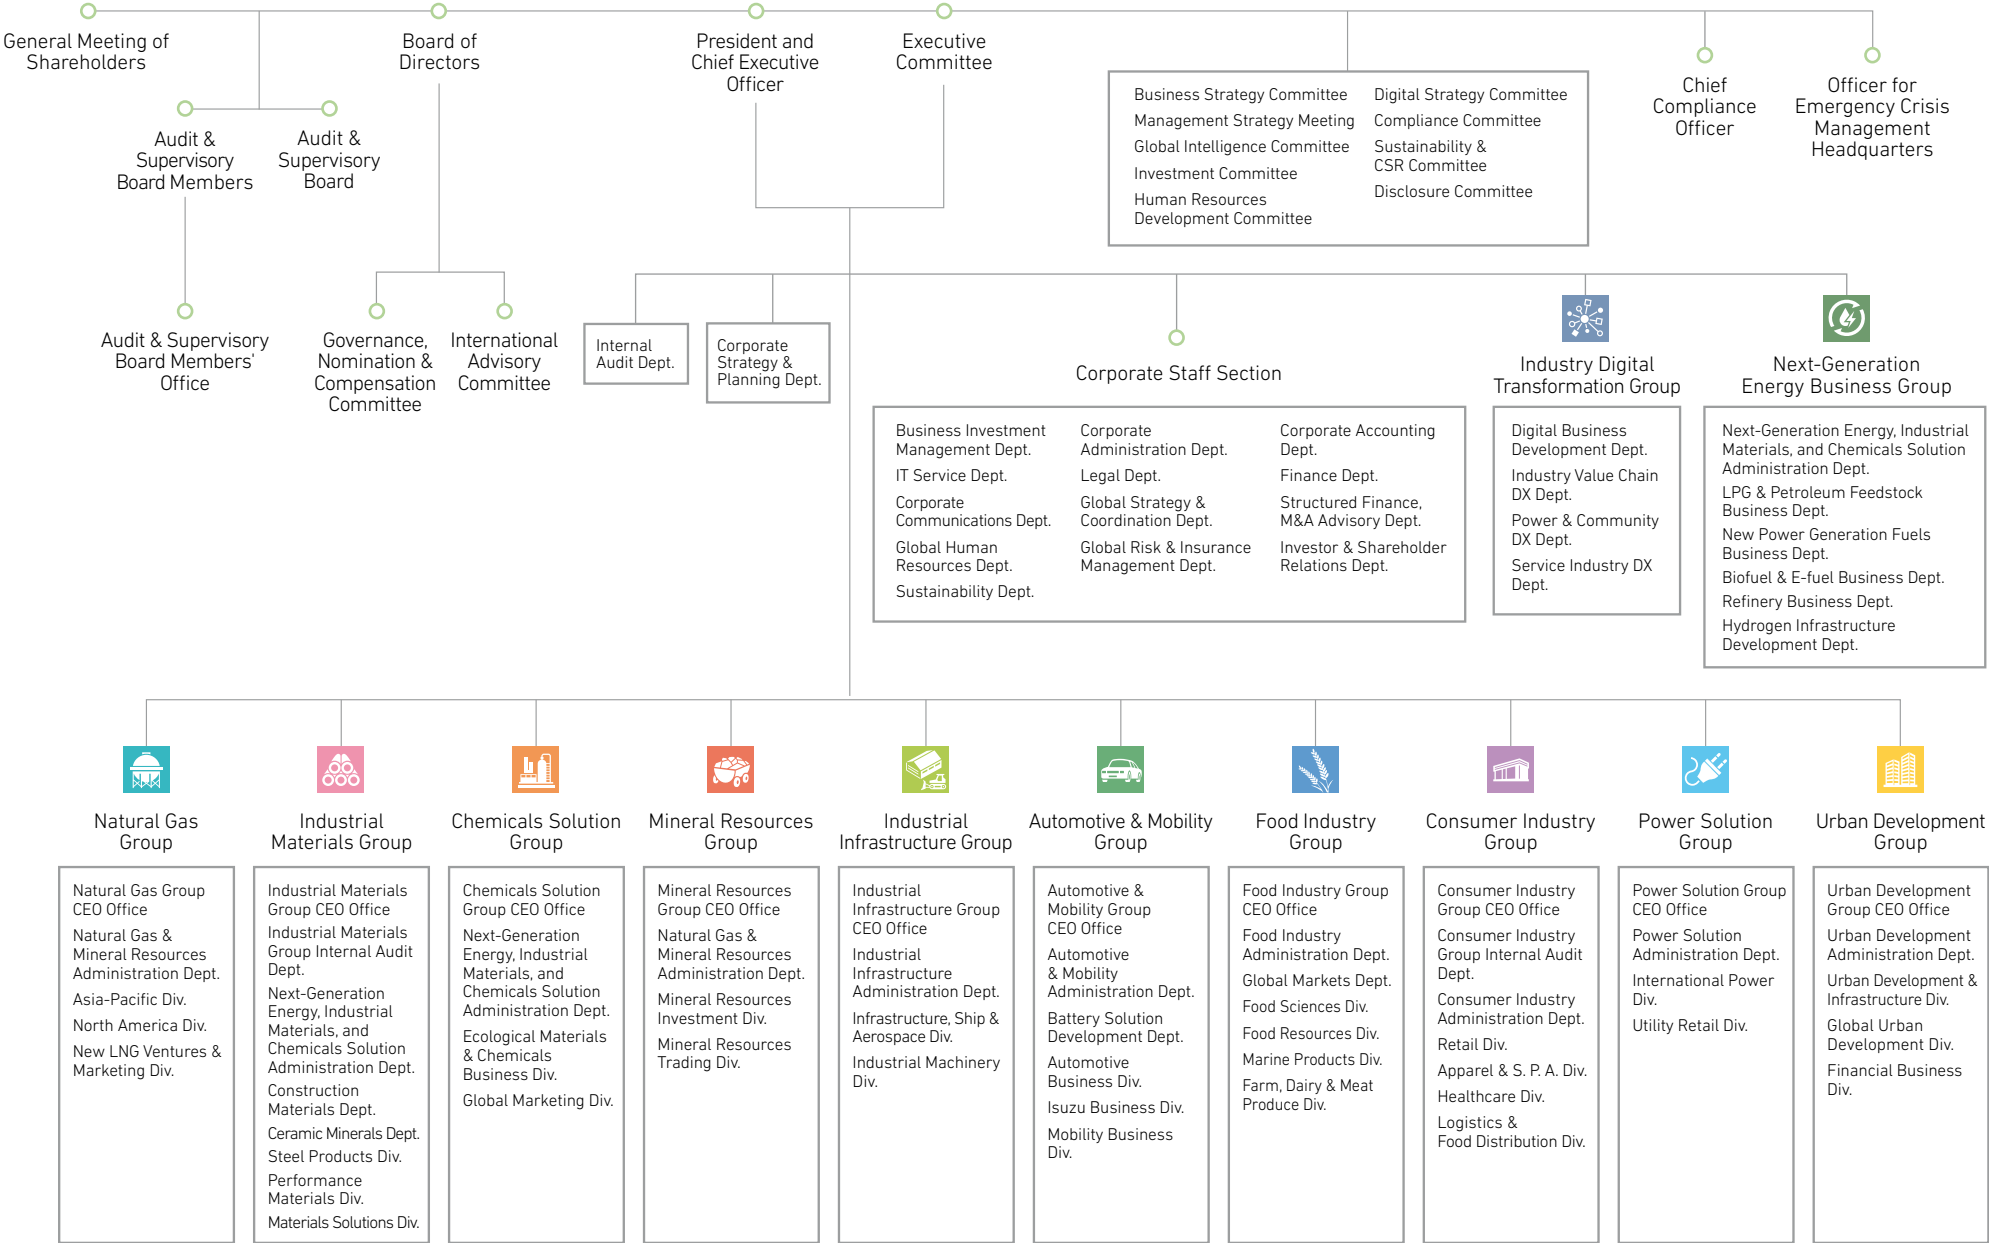 General Meeting of
Shareholders
Board of
Directors
President and
Chief Executive
Officer
Executive
Committee
Audit &
Supervisory
Board Members
Audit &
Supervisory
Board
Business Strategy Committee
Management Strategy Meeting
Global Intelligence Committee
Investment Committee
Human Resources
Development Committee
Digital Strategy Committee
Compliance Committee
Sustainability &
CSR Committee
Disclosure Committee
Chief
Compliance
Officer
Officer for
Emergency Crisis
Management
Headquarters
Audit & Supervisory
Board Members'
Office
Governance,
Nomination &
Compensation
Committee
International
Advisory
Committee
Internal
Audit Dept.
Corporate
Strategy &
Planning Dept.
Corporate Staff Section
Business Investment
Management Dept.
IT Service Dept.
Corporate
Communications Dept.
Global Human
Resources Dept.
Sustainability Dept.
Corporate
Administration Dept.
Legal Dept.
Global Strategy &
Coordination Dept.
Global Risk & Insurance
Management Dept.
Corporate Accounting
Dept.
Finance Dept.
Structured Finance,
M&A Advisory Dept.
Investor & Shareholder
Relations Dept.
Industry Digital
Transformation Group
Digital Business
Development Dept.
Industry Value Chain
DX Dept.
Power & Community
DX Dept.
Service Industry DX
Dept.
Next-Generation
Energy Business Group
Next-Generation Energy, Industrial
Materials, and Chemicals Solution
Administration Dept.
LPG & Petroleum Feedstock
Business Dept.
New Power Generation Fuels
Business Dept.
Biofuel & E-fuel Business Dept.
Refinery Business Dept.
Hydrogen Infrastructure
Development Dept.
Natural Gas
Group
Natural Gas Group
CEO Office
Natural Gas &
Mineral Resources
Administration Dept.
Asia-Pacific Div.
North America Div.
New LNG Ventures &
Marketing Div.
Industrial
Materials Group
Industrial Materials
Group CEO Office
Industrial Materials
Group Internal Audit
Dept.
Next-Generation
Energy, Industrial
Materials, and
Chemicals Solution
Administration Dept.
Construction
Materials Dept.
Ceramic Minerals Dept.
Steel Products Div.
Performance
Materials Div.
Materials Solutions Div.
Chemicals Solution
Group
Chemicals Solution
Group CEO Office
Next-Generation
Energy, Industrial
Materials, and
Chemicals Solution
Administration Dept.
Ecological Materials
& Chemicals
Business Div.
Global Marketing Div.
Mineral Resources
Group
Mineral Resources
Group CEO Office
Natural Gas &
Mineral Resources
Administration Dept.
Mineral Resources
Investment Div.
Mineral Resources
Trading Div.
Industrial
Infrastructure Group
Industrial
Infrastructure Group
CEO Office
Industrial
Infrastructure
Administration Dept.
Infrastructure, Ship &
Aerospace Div.
Industrial Machinery
Div.
Automotive & Mobility
Group
Automotive &
Mobility Group
CEO Office
Automotive
& Mobility
Administration Dept.
Battery Solution
Development Dept.
Automotive
Business Div.
Isuzu Business Div.
Mobility Business
Div.
Food Industry
Group
Food Industry Group
CEO Office
Food Industry
Administration Dept.
Global Markets Dept.
Food Sciences Div.
Food Resources Div.
Marine Products Div.
Farm, Dairy & Meat
Produce Div.
Consumer Industry
Group
Consumer Industry
Group CEO Office
Consumer Industry
Group Internal Audit
Dept.
Consumer Industry
Administration Dept.
Retail Div.
Apparel & S. P. A. Div.
Healthcare Div.
Logistics &
Food Distribution Div.
Power Solution
Group
Power Solution Group
CEO Office
Power Solution
Administration Dept.
International Power
Div.
Utility Retail Div.
Urban Development
Group
Urban Development
Group CEO Office
Urban Development
Administration Dept.
Urban Development &
Infrastructure Div.
Global Urban
Development Div.
Financial Business
Div.